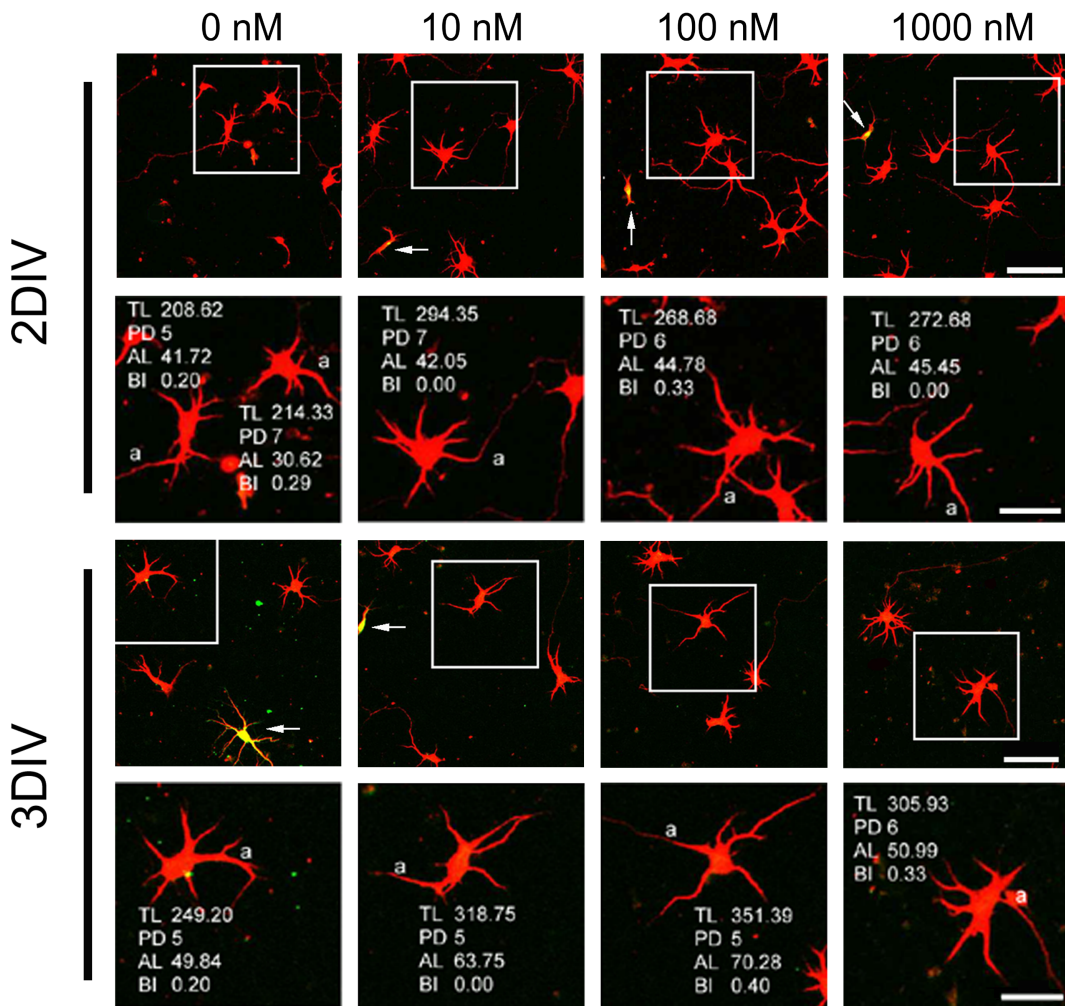 0 nM 10 nM 100 nM 1000 nM
2DIV
TL 208.62
PD 5
AL 41.72
BI 0.20
a
a
TL 214.33
PD 7
AL 30.62
BI 0.29
TL 294.35
PD 7
AL 42.05
BI 0.00
a
TL 268.68
PD 6
AL 44.78
BI 0.33
a
TL 272.68
PD 6
AL 45.45
BI 0.00
a
3DIV
a
TL 249.20
PD 5
AL 49.84
BI 0.20
a
TL 318.75
PD 5
AL 63.75
BI 0.00
a
TL 351.39
PD 5
AL 70.28
BI 0.40
TL 305.93
PD 6
AL 50.99
BI 0.33
a